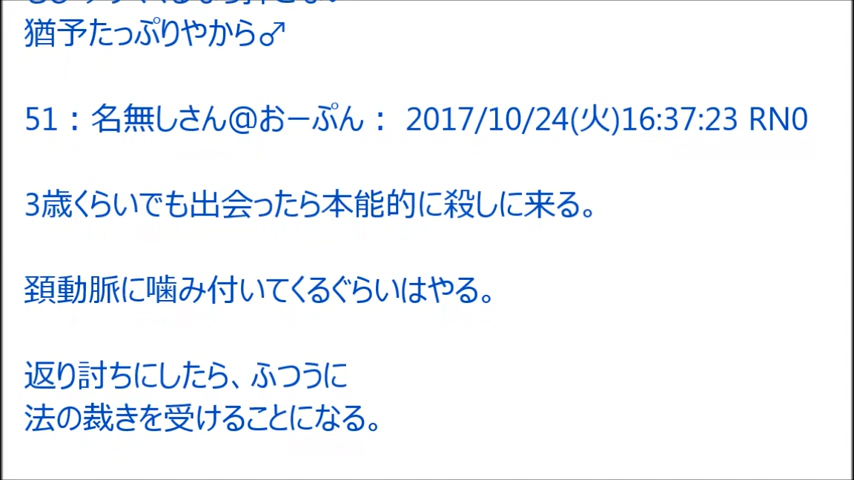 猶予たっぷりやから♂
51：名無しさん@おーぷん： 2017/10/24(火)16:37:23 RN0
3歳くらいでも出会ったら本能的に殺しに来る。
頚動脈に噛み付いてくるぐらいはやる。
返り討ちにしたら、ふつうに
法の裁きを受けることになる。